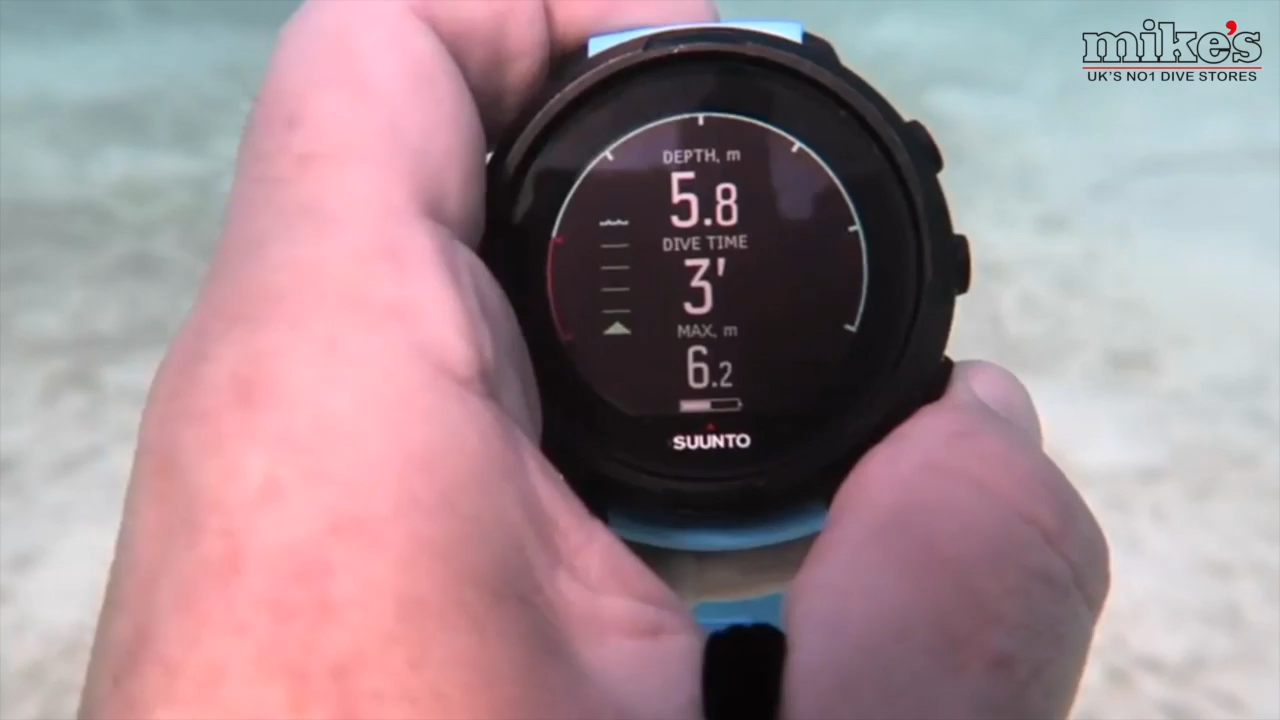 mike's
UK'S NO1 DIVE STORES
DEPTH, m
5.8
DIVE TIME
3'
MAX, m
6.2
SUUNTO